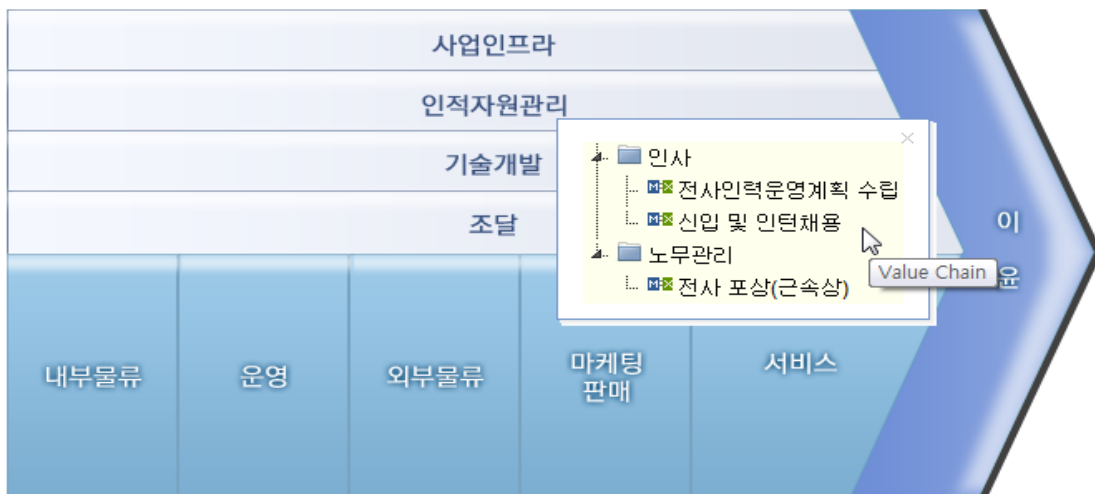 사업인프라
인적자원관리
기술개발
조달
×
인사
전사인력운영계획 수립
신입 및 인턴채용
노무관리
전사 포상(근속상)
Value Chain
이
윤
내부물류
운영
외부물류
마케팅
판매
서비스